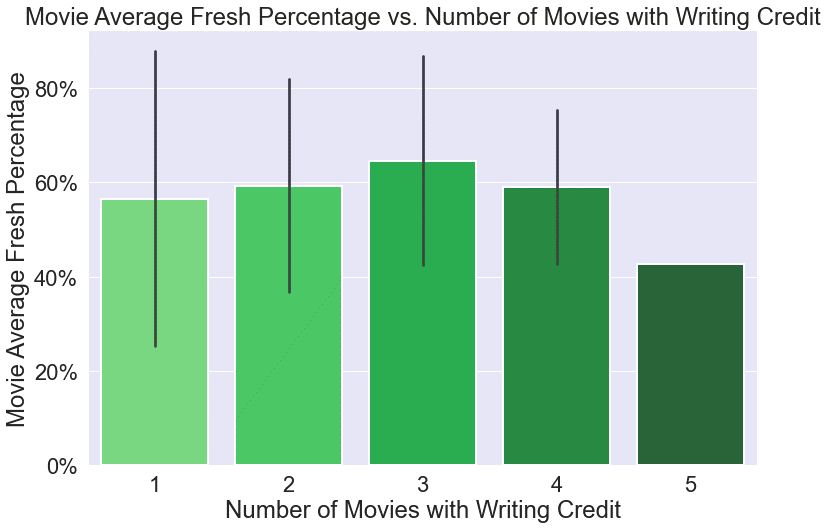 Movie Average Fresh Percentage vs. Number of Movies with Writing Credit
Movie Average Fresh Percentage
80%
60%
40%
20%
0%
1 2 3 4 5
Number of Movies with Writing Credit